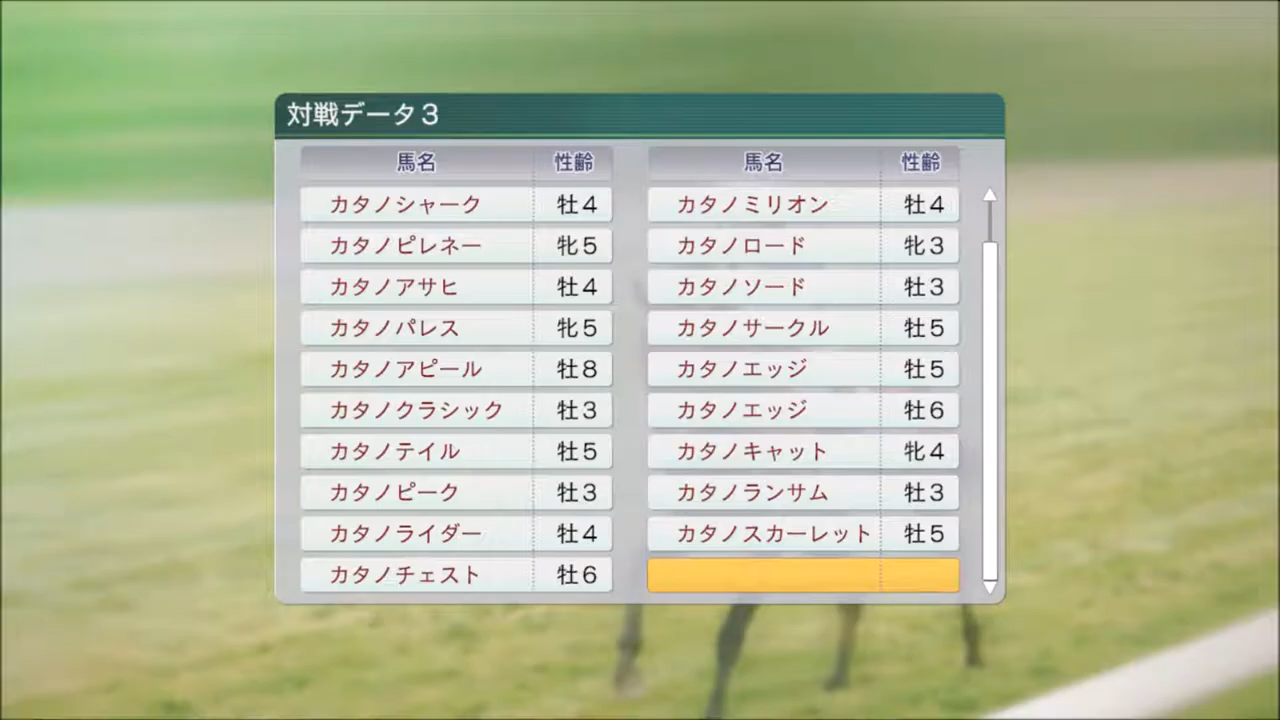 対戦データ3
馬名 性齢 馬名 性齢
カタノシャーク 牡4 カタノミリオン 牡4
カタノピレネー 牝5 カタノロード 牝3
カタノアサヒ 牡4 カタノソード 牡3
カタノパレス 牝5 カタノサークル 牡5
カタノアピール 牡8 カタノエッジ 牡5
カタノクラシック 牡3 カタノエッジ 牡6
カタノテイル 牡5 カタノキャット 牝4
カタノピーク 牡3 カタノランサム 牡3
カタノライダー 牡4 カタノスカーレット 牡5
カタノチェスト 牡6